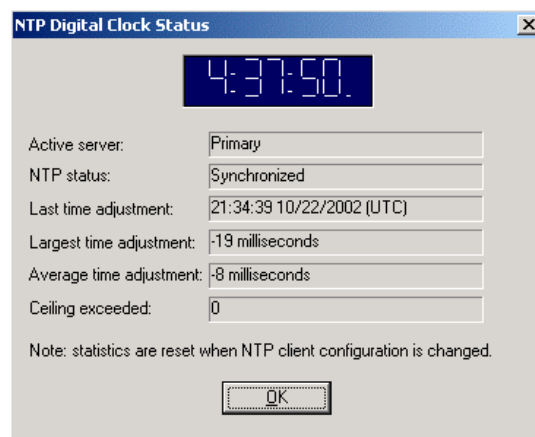 NTP Digital Clock Status
4:37:50.
Active server: Primary
NTP status: Synchronized
Last time adjustment: 21:34:39 10/22/2002 (UTC)
Largest time adjustment: -19 milliseconds
Average time adjustment: -8 milliseconds
Ceiling exceeded: 0
Note: statistics are reset when NTP client configuration is changed.
OK